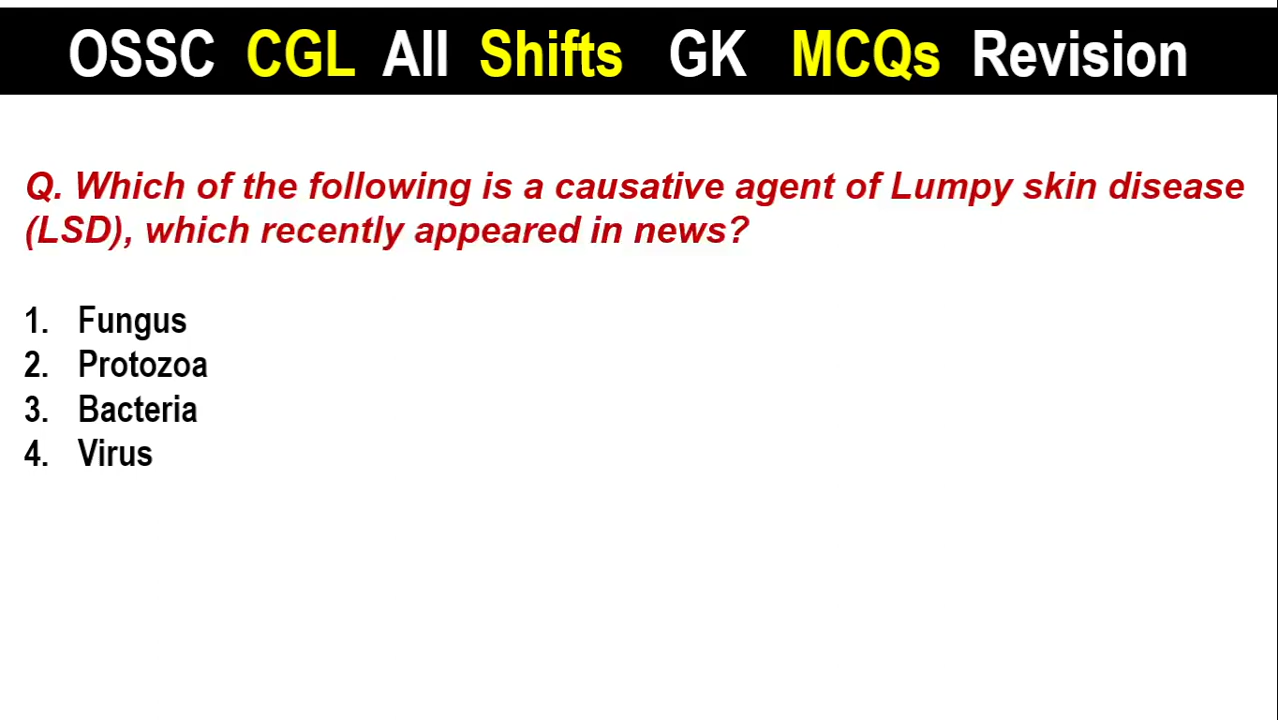 OSSC CGL All Shifts GK MCQs Revision
Q. Which of the following is a causative agent of Lumpy skin disease
(LSD), which recently appeared in news?
1. Fungus
2. Protozoa
3. Bacteria
4. Virus